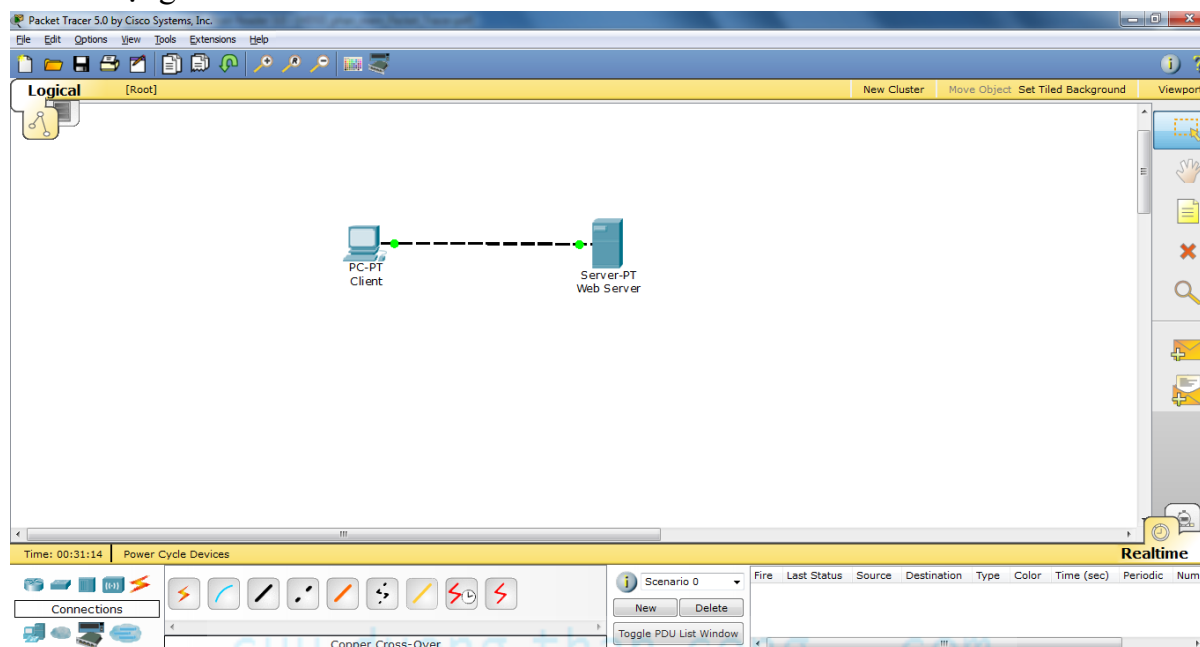 Packet Tracer 5.0 by Cisco Systems, Inc.
File Edit Options View Tools Extensions Help
Logical [Root] New Cluster Move Object Set Tiled Background Viewport
PC-PT
Client
Server-PT
Web Server
Time: 00:31:14 Power Cycle Devices Realtime
Scenario 0 Fire Last Status Source Destination Type Color Time (sec) Periodic Num
Connections New Delete
Toggle PDU List Window
Copper Cross-Over